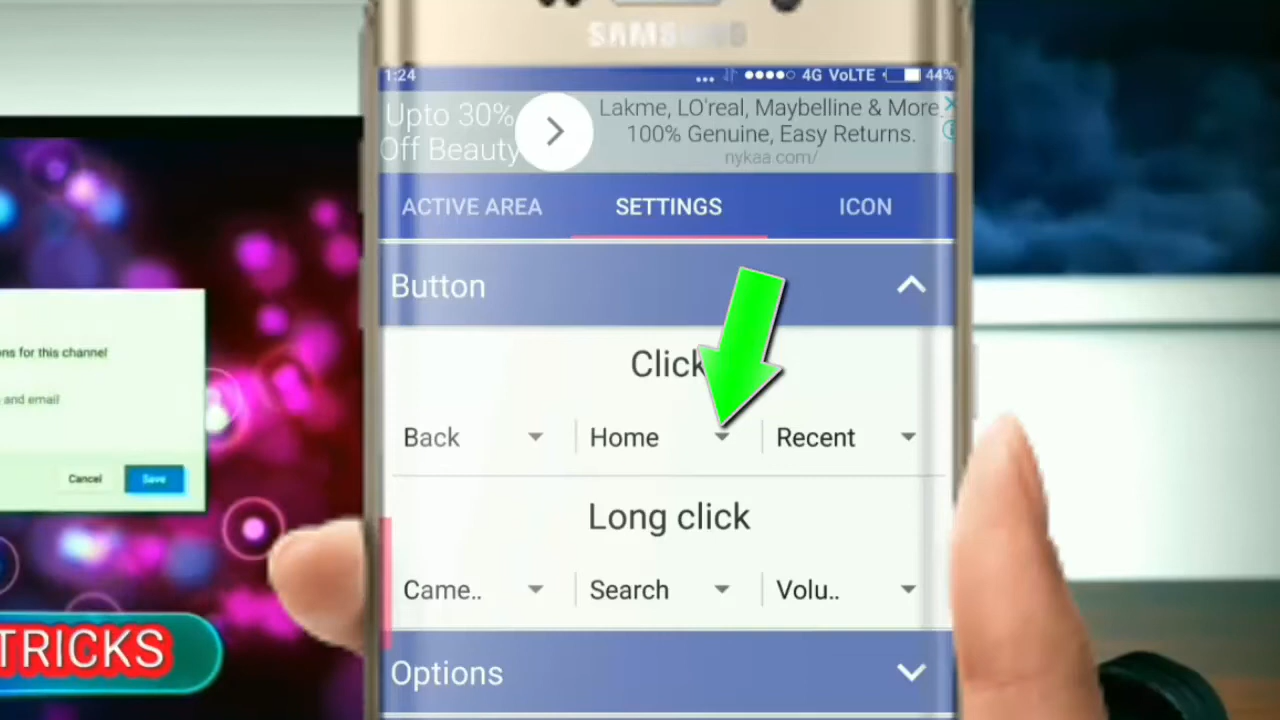 SAMSUNG
1:24
4G VoLTE 44%
Upto 30%
Off Beauty
Lakme, LO'real, Maybelline & More
100% Genuine, Easy Returns.
nykaa.com/
ACTIVE AREA SETTINGS ICON
Button
Click
Back Home Recent
Long click
Came.. Search Volu..
Options
ns for this channel
and email
Cancel Save
TRICKS